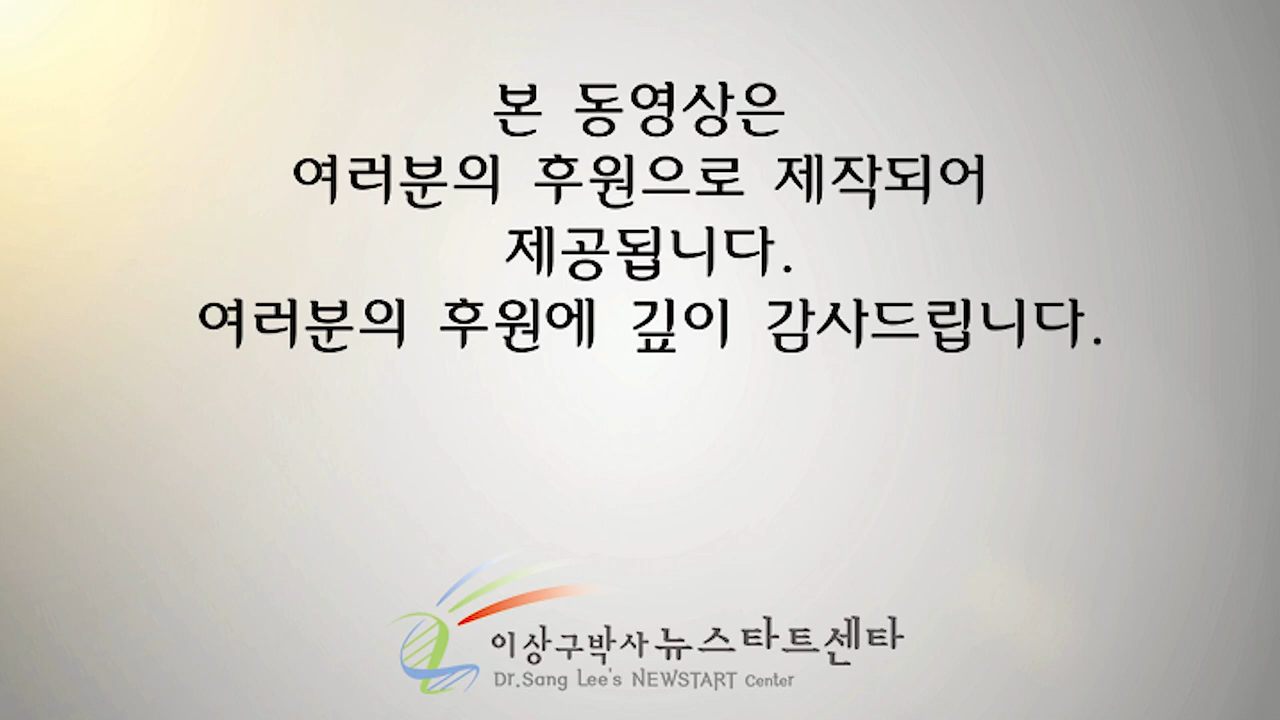 본 동영상은
여러분의 후원으로 제작되어
제공됩니다.
여러분의 후원에 깊이 감사드립니다.
이상구박사 뉴스타트센타
Dr.Sang Lee's NEWSTART Center